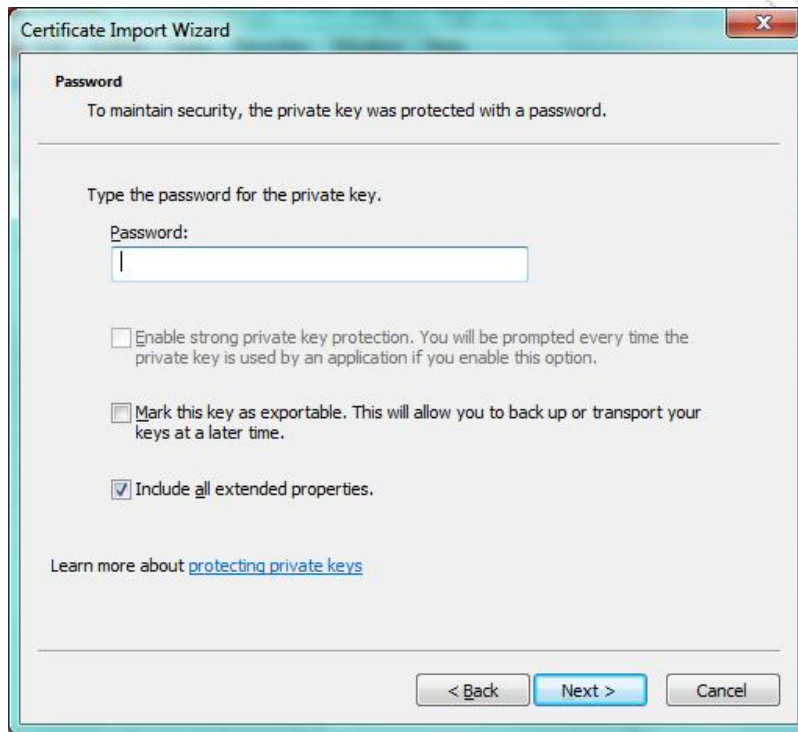 Certificate Import Wizard
Password
To maintain security, the private key was protected with a password.
Type the password for the private key.
Password:
Enable strong private key protection. You will be prompted every time the
private key is used by an application if you enable this option.
Mark this key as exportable. This will allow you to back up or transport your
keys at a later time.
Include all extended properties.
Learn more about protecting private keys
< Back Next > Cancel